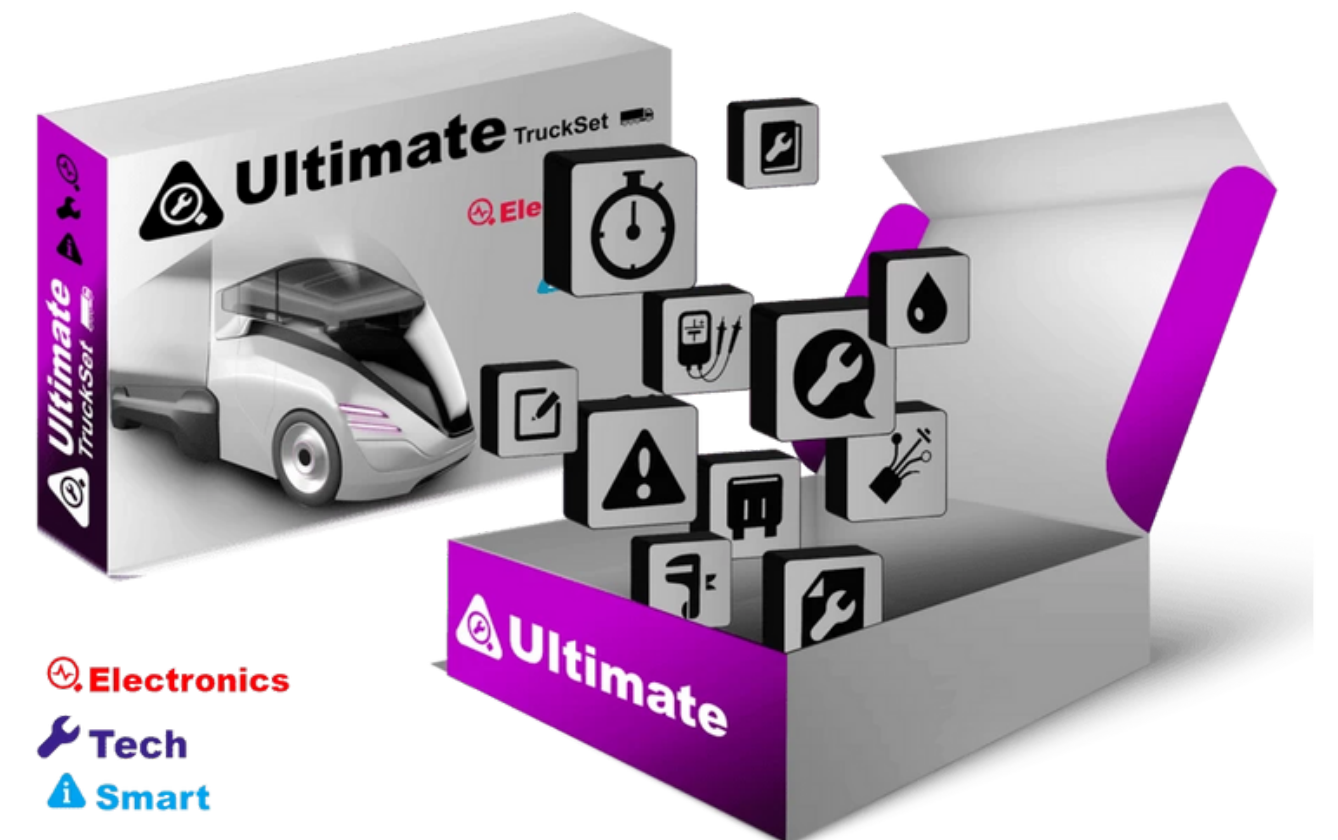 Ultimate TruckSet
Ele
Ultimate
TruckSet
Ultimate
Electronics
Tech
Smart